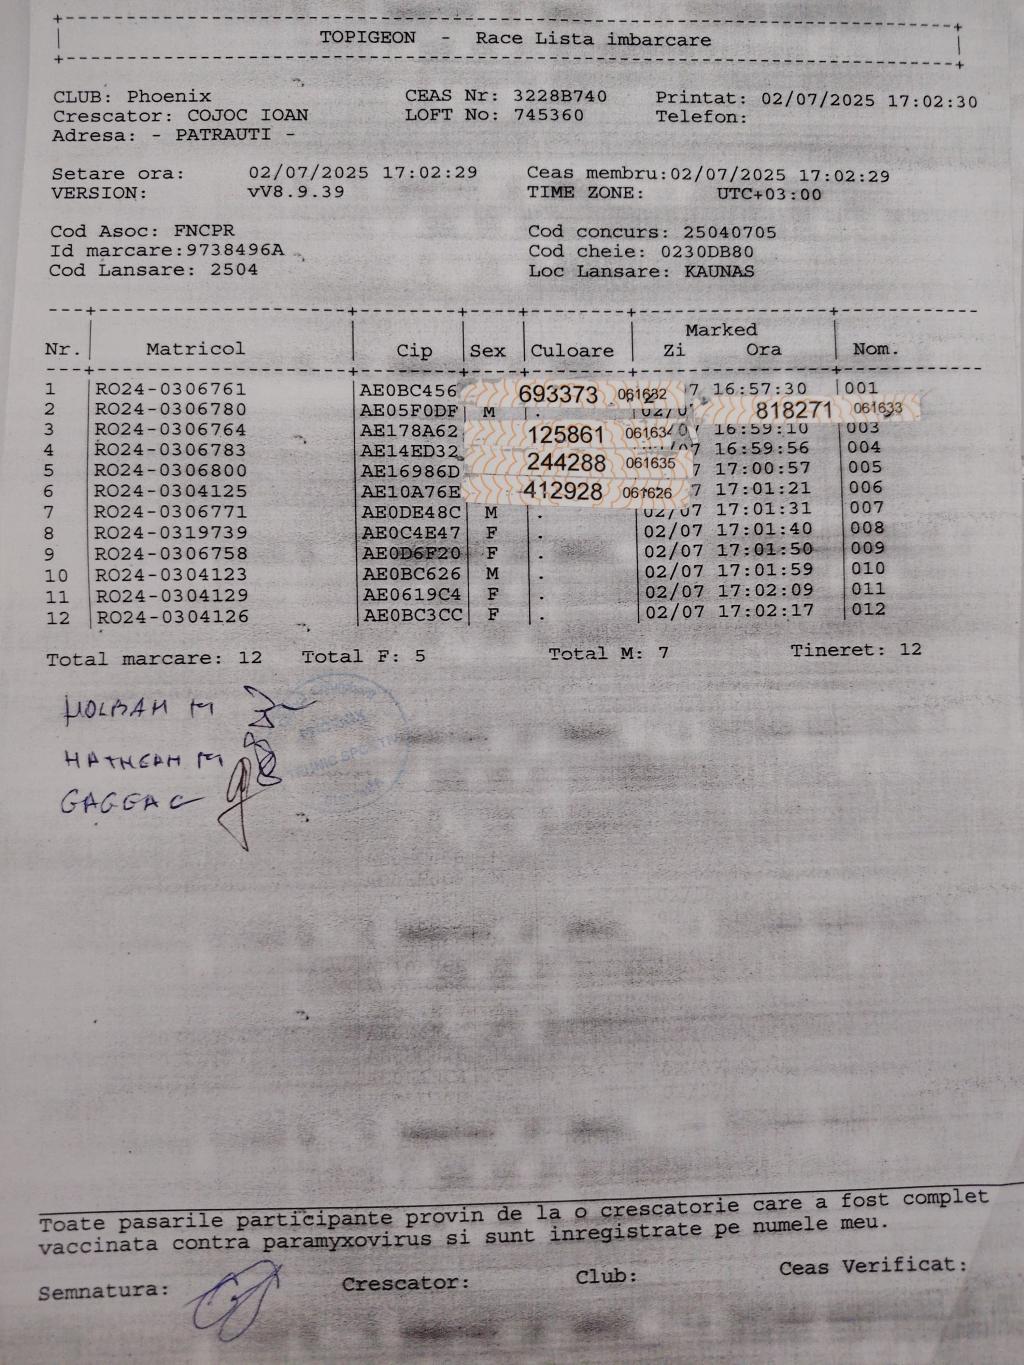 TOPIGEON - Race Lista imbarcare
CLUB: Phoenix CEAS Nr: 3228B740 Printat: 02/07/2025 17:02:30
Crescator: COJOC IOAN LOFT No: 745360 Telefon:
Adresa: - PATRAUTI -
Setare ora: 02/07/2025 17:02:29 Ceas membru:02/07/2025 17:02:29
VERSION: vV8.9.39 TIME ZONE: UTC+03:00
Cod Asoc: FNCPR Cod concurs: 25040705
Id marcare:9738496A Cod cheie: 0230DB80
Cod Lansare: 2504 Loc Lansare: KAUNAS
Marked
Nr. Matricol Cip Sex Culoare Zi Ora Nom.
1 RO24-0306761 AE0BC456 693373 7 16:57:30 001
2 RO24-0306780 AE05F0DF M . 02/0 818271 061633
3 RO24-0306764 AE178A62 125861 061634 07 16:59:10 003
4 RO24-0306783 AE14ED32 07 16:59:56 004
5 RO24-0306800 AE16986D 244288 061635 17:00:57 005
6 RO24-0304125 AE10A76E 412928 061626 7 17:01:21 006
7 RO24-0306771 AE0DE48C M . 02/07 17:01:31 007
8 RO24-0319739 AE0C4E47 F . 02/07 17:01:40 008
9 RO24-0306758 AE0D6F20 F . 02/07 17:01:50 009
10 RO24-0304123 AE0BC626 M . 02/07 17:01:59 010
11 RO24-0304129 AE0619C4 F . 02/07 17:02:09 011
12 RO24-0304126 AE0BC3CC F . 02/07 17:02:17 012
Total marcare: 12 Total F: 5 Total M: 7 Tineret: 12
HOLBAN M
M
GAGEA C
Toate pasarile participante provin de la o crescatorie care a fost complet
vaccinata contra paramyxovirus si sunt inregistrate pe numele meu.
Semnatura: Crescator: Club: Ceas Verificat: